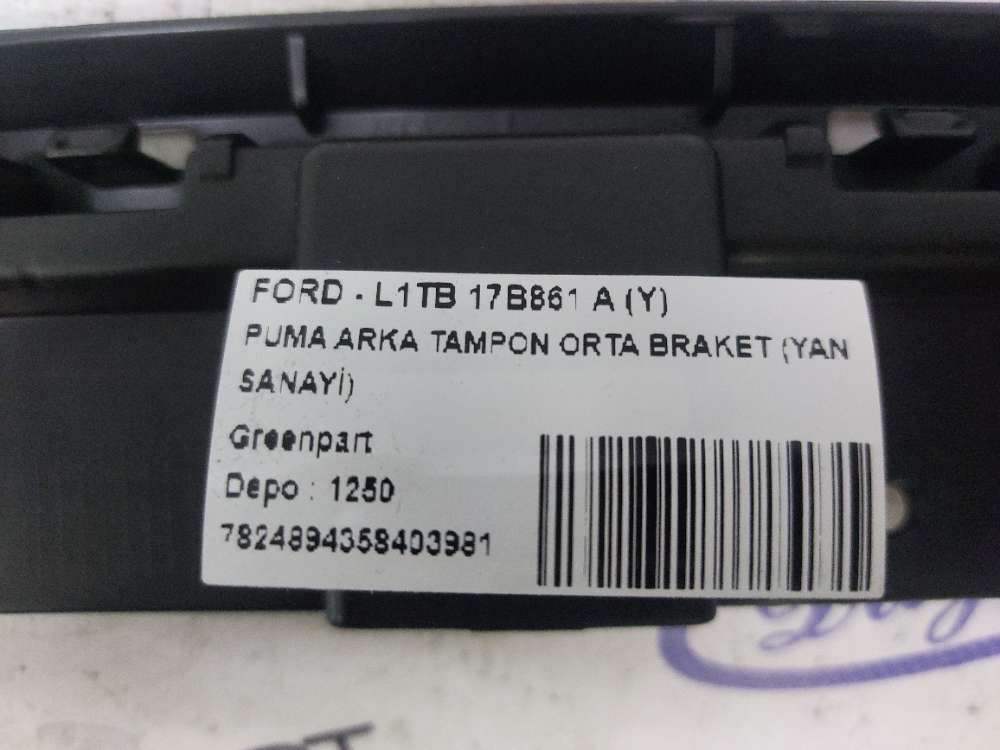 FORD - L1TB 17B861 A (Y)
PUMA ARKA TAMPON ORTA BRAKET (YAN
SANAYİ)
Greenpart
Depo : 1250
7824894358403981